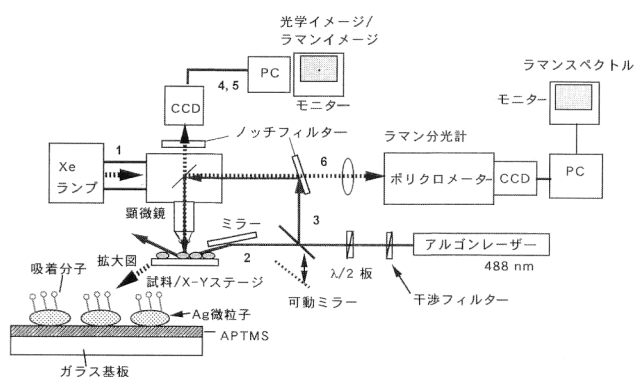 光学イメージ/
ラマンイメージ
4, 5
PC
モニター
CCD
ノッチフィルター
ラマンスペクトル
モニター
ラマン分光計
1
Xe
ランプ
6
ポリクロメーター
CCD
PC
顕微鏡
ミラー
3
2
アルゴンレーザー
488 nm
λ/2 板
干渉フィルター
可動ミラー
拡大図
試料/X-Yステージ
吸着分子
Ag微粒子
APTMS
ガラス基板